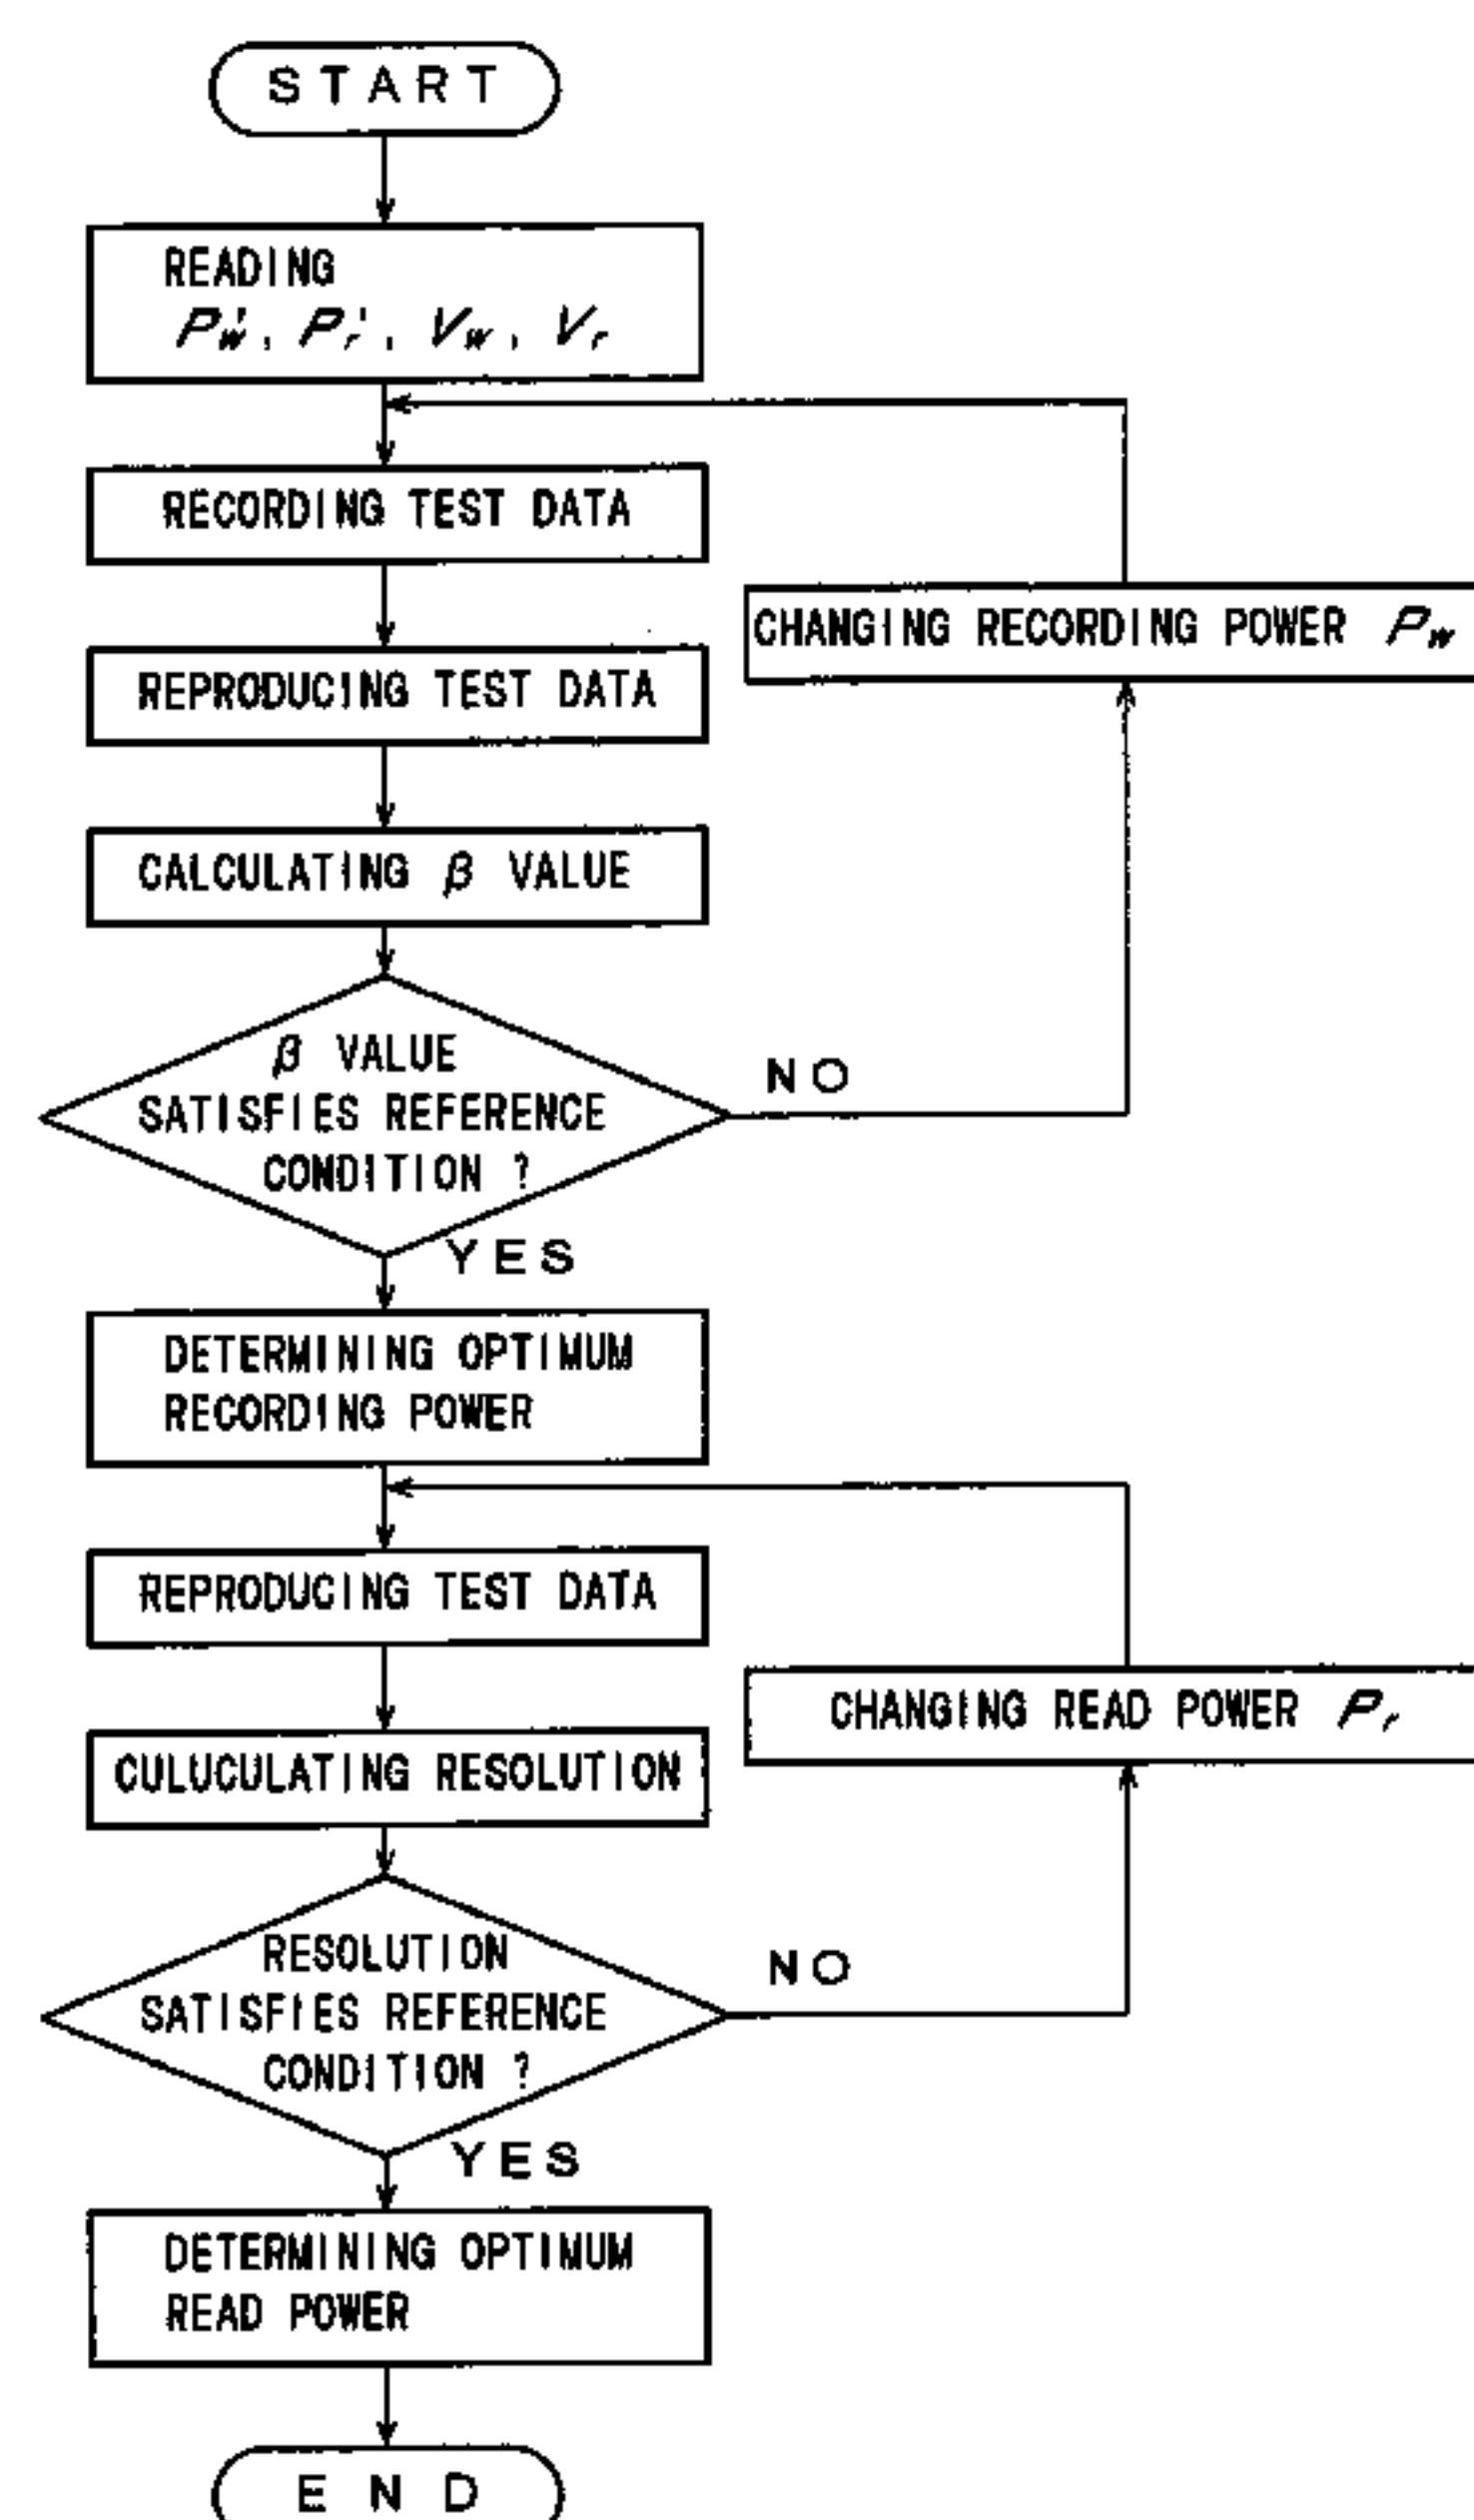 START
READING
Pw', Pr', Vw, Vr
RECORDING TEST DATA
CHANGING RECORDING POWER Pw
REPRODUCING TEST DATA
CALCULATING β VALUE
β VALUE
SATISFIES REFERENCE
CONDITION ?
NO
YES
DETERMINING OPTIMUM
RECORDING POWER
REPRODUCING TEST DATA
CHANGING READ POWER Pr
CULUCULATING RESOLUTION
RESOLUTION
SATISFIES REFERENCE
CONDITION ?
NO
YES
DETERMINING OPTIMUM
READ POWER
END